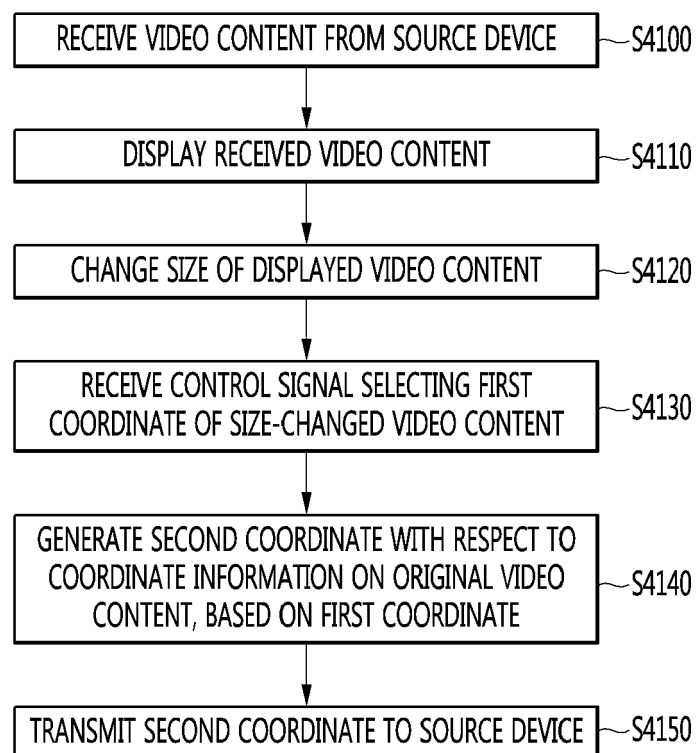 RECEIVE VIDEO CONTENT FROM SOURCE DEVICE S4100
DISPLAY RECEIVED VIDEO CONTENT S4110
CHANGE SIZE OF DISPLAYED VIDEO CONTENT S4120
RECEIVE CONTROL SIGNAL SELECTING FIRST
COORDINATE OF SIZE-CHANGED VIDEO CONTENT S4130
GENERATE SECOND COORDINATE WITH RESPECT TO
COORDINATE INFORMATION ON ORIGINAL VIDEO S4140
CONTENT, BASED ON FIRST COORDINATE
TRANSMIT SECOND COORDINATE TO SOURCE DEVICE S4150